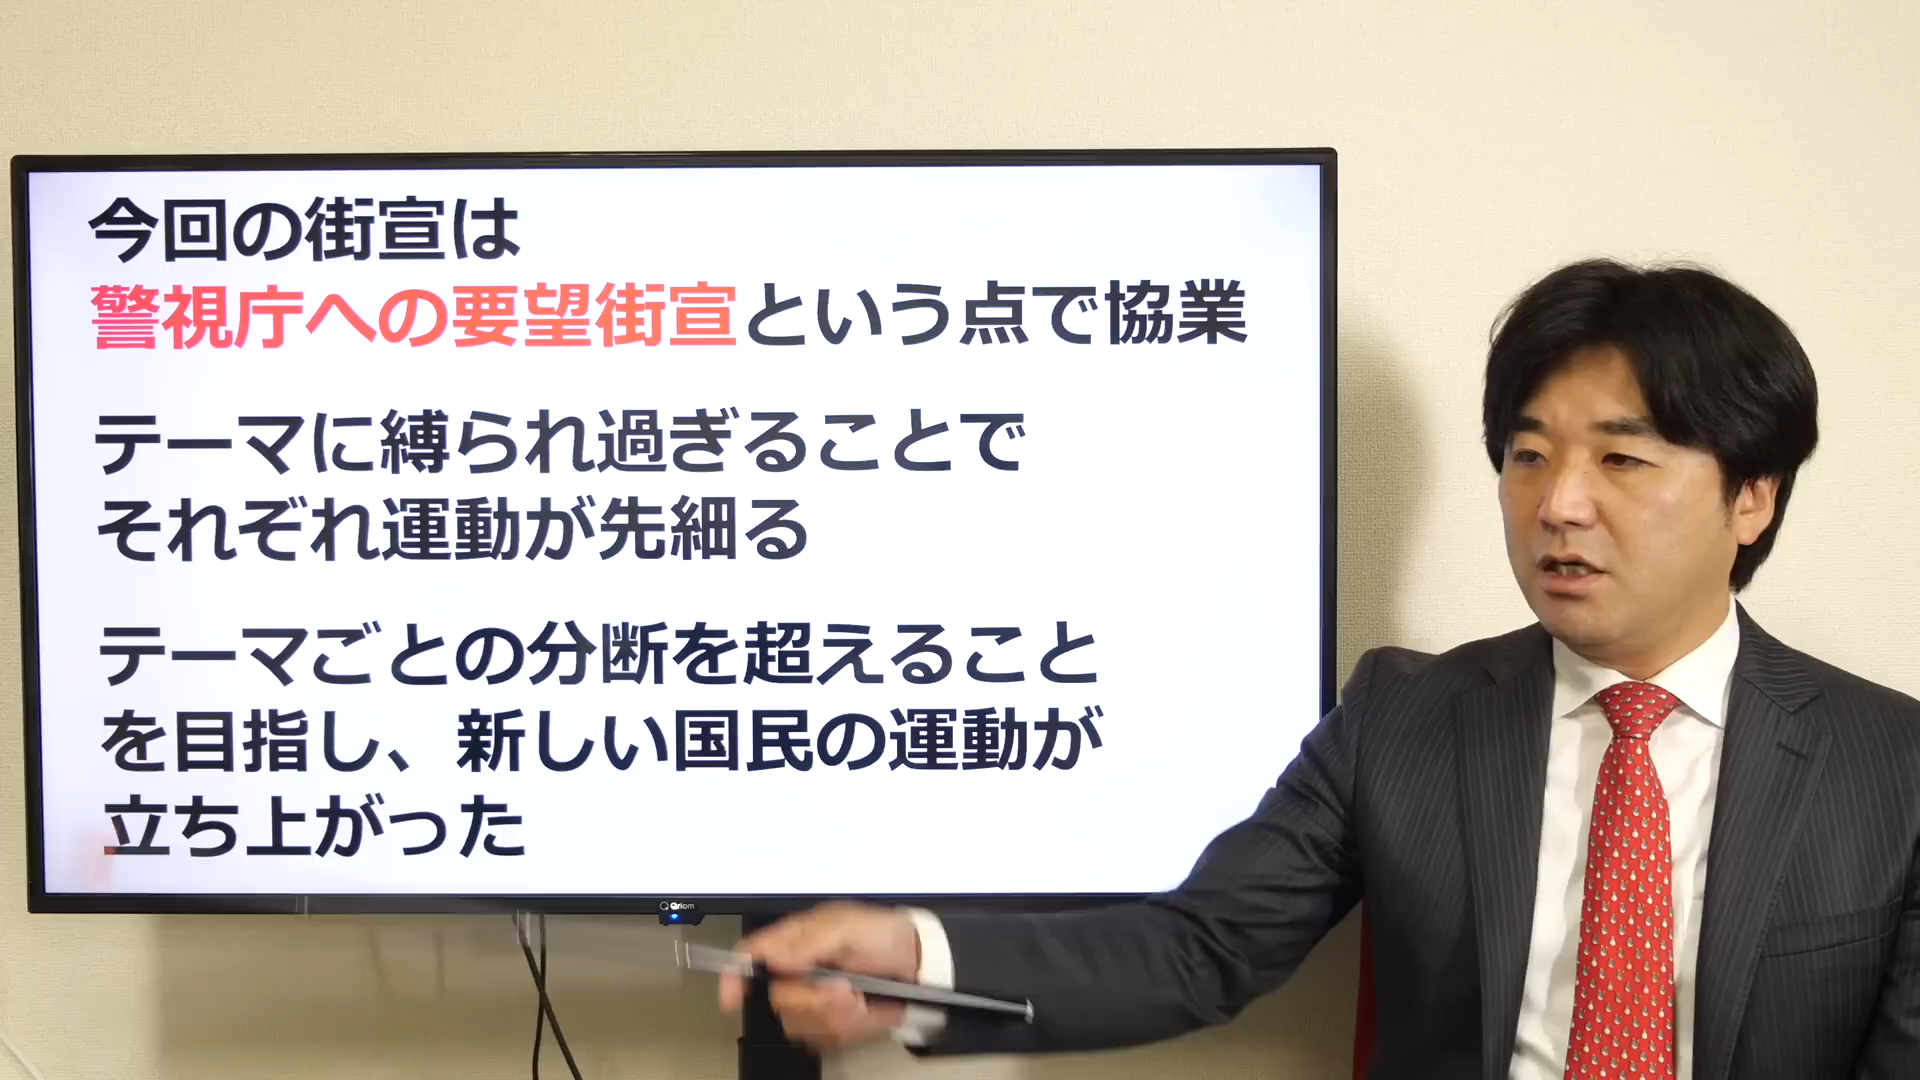 今回の街宣は
警視庁への要望街宣という点で協業
テーマに縛られ過ぎることで
それぞれ運動が先細る
テーマごとの分断を超えること
を目指し、新しい国民の運動が
立ち上がった
Qriom